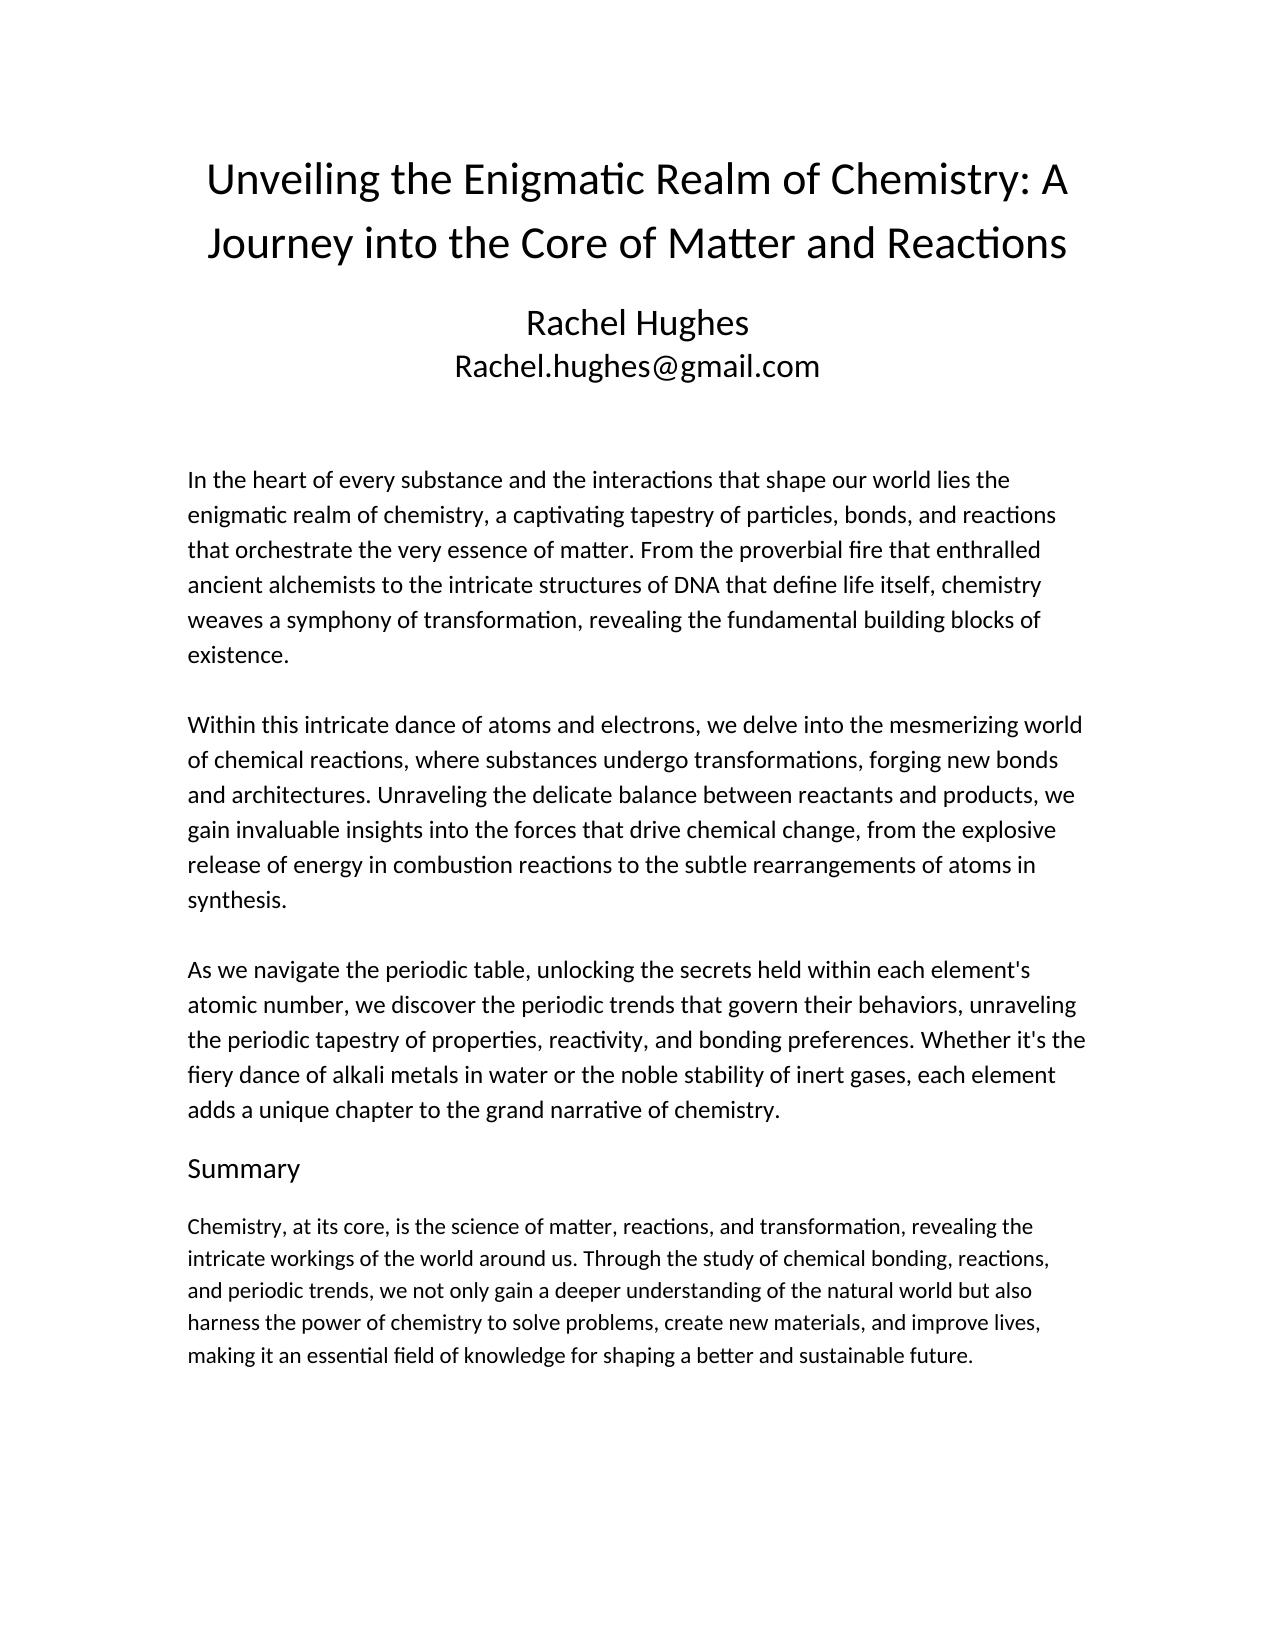 Unveiling the Enigmatic Realm of Chemistry: A
Journey into the Core of Matter and Reactions
Rachel Hughes
Rachel.hughes@gmail.com
In the heart of every substance and the interactions that shape our world lies the
enigmatic realm of chemistry, a captivating tapestry of particles, bonds, and reactions
that orchestrate the very essence of matter. From the proverbial fire that enthralled
ancient alchemists to the intricate structures of DNA that define life itself, chemistry
weaves a symphony of transformation, revealing the fundamental building blocks of
existence.
Within this intricate dance of atoms and electrons, we delve into the mesmerizing world
of chemical reactions, where substances undergo transformations, forging new bonds
and architectures. Unraveling the delicate balance between reactants and products, we
gain invaluable insights into the forces that drive chemical change, from the explosive
release of energy in combustion reactions to the subtle rearrangements of atoms in
synthesis.
As we navigate the periodic table, unlocking the secrets held within each element's
atomic number, we discover the periodic trends that govern their behaviors, unraveling
the periodic tapestry of properties, reactivity, and bonding preferences. Whether it's the
fiery dance of alkali metals in water or the noble stability of inert gases, each element
adds a unique chapter to the grand narrative of chemistry.
Summary
Chemistry, at its core, is the science of matter, reactions, and transformation, revealing the
intricate workings of the world around us. Through the study of chemical bonding, reactions,
and periodic trends, we not only gain a deeper understanding of the natural world but also
harness the power of chemistry to solve problems, create new materials, and improve lives,
making it an essential field of knowledge for shaping a better and sustainable future.